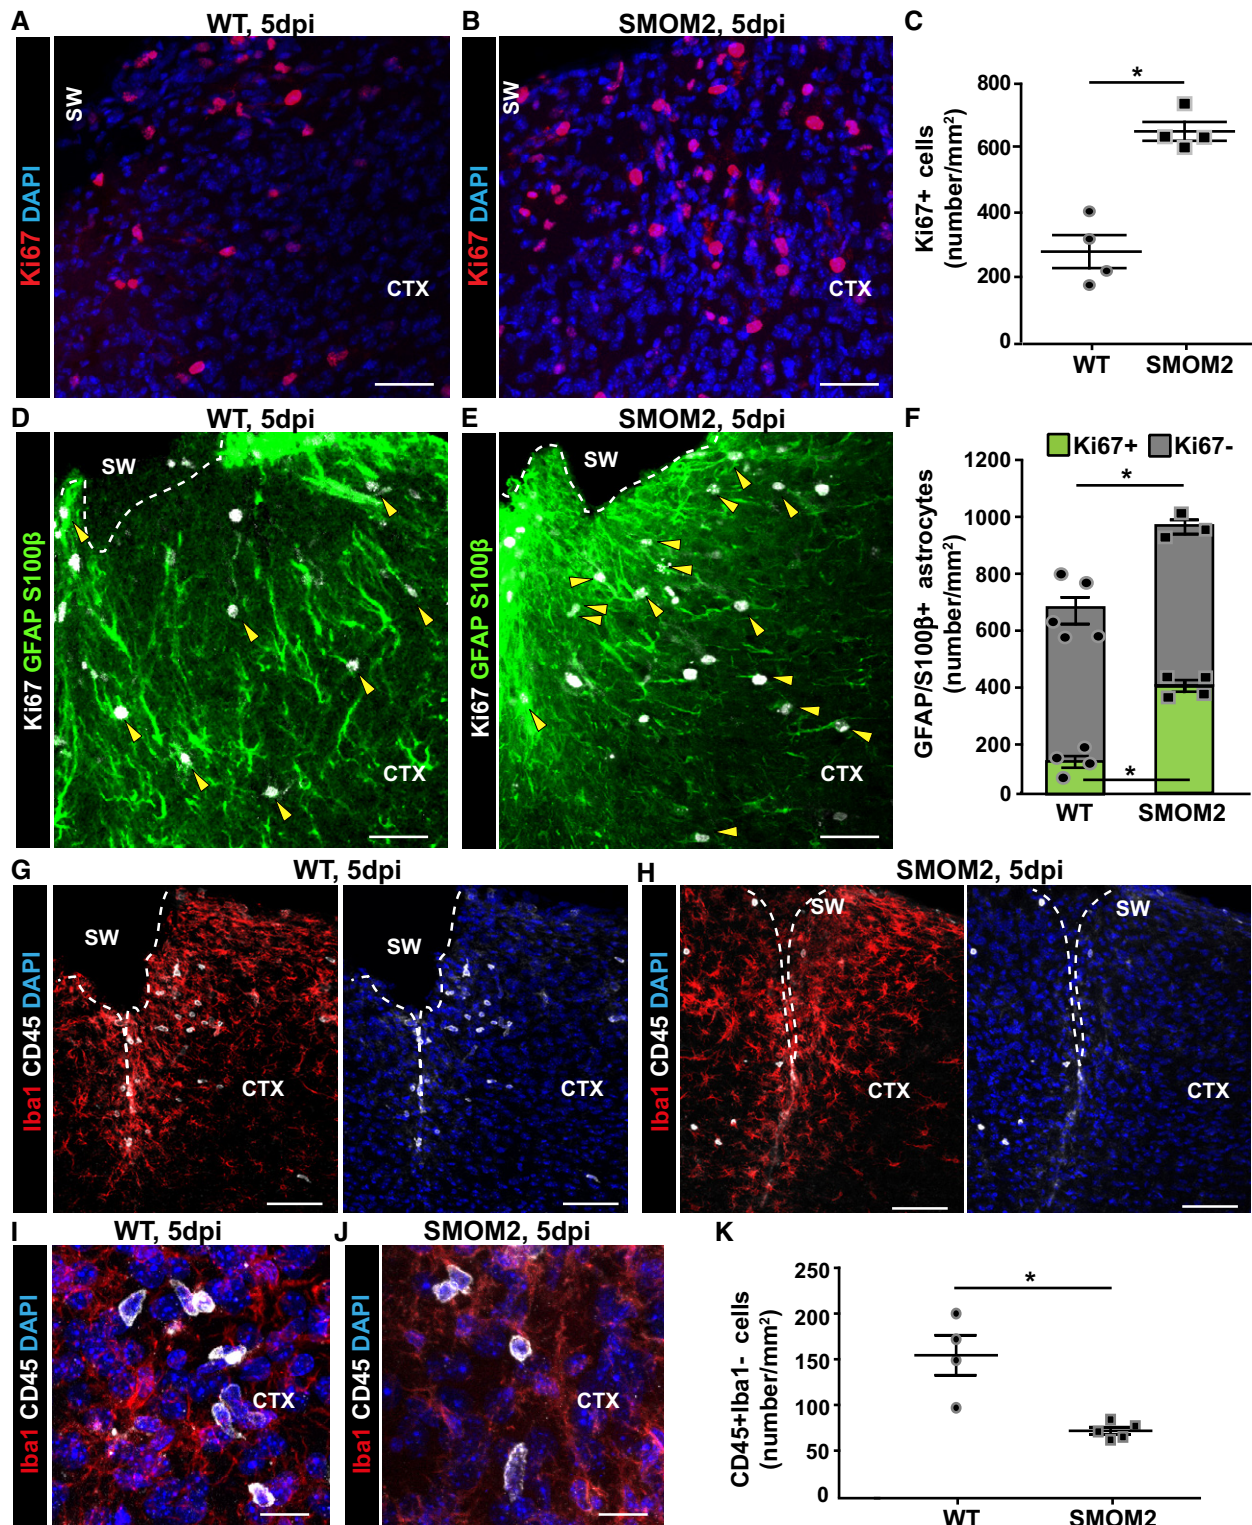 A
WT, 5dpi
SW
CTX
Ki67 DAPI
B
SMOM2, 5dpi
SW
CTX
Ki67 DAPI
C
*
800
600
400
200
0
Ki67+ cells
(number/mm²)
WT
SMOM2
D
WT, 5dpi
SW
CTX
Ki67 GFAP S100β
E
SMOM2, 5dpi
SW
CTX
Ki67 GFAP S100β
F
Ki67+
Ki67-
*
1200
1000
800
600
400
200
0
*
GFAP/S100β+ astrocytes
(number/mm²)
WT
SMOM2
G
WT, 5dpi
SW
CTX
CTX
Iba1 CD45 DAPI
H
SMOM2, 5dpi
SW
CTX
SW
CTX
Iba1 CD45 DAPI
I
WT, 5dpi
CTX
Iba1 CD45 DAPI
J
SMOM2, 5dpi
CTX
Iba1 CD45 DAPI
K
*
250
200
150
100
50
0
CD45+Iba1- cells
(number/mm²)
WT
SMOM2